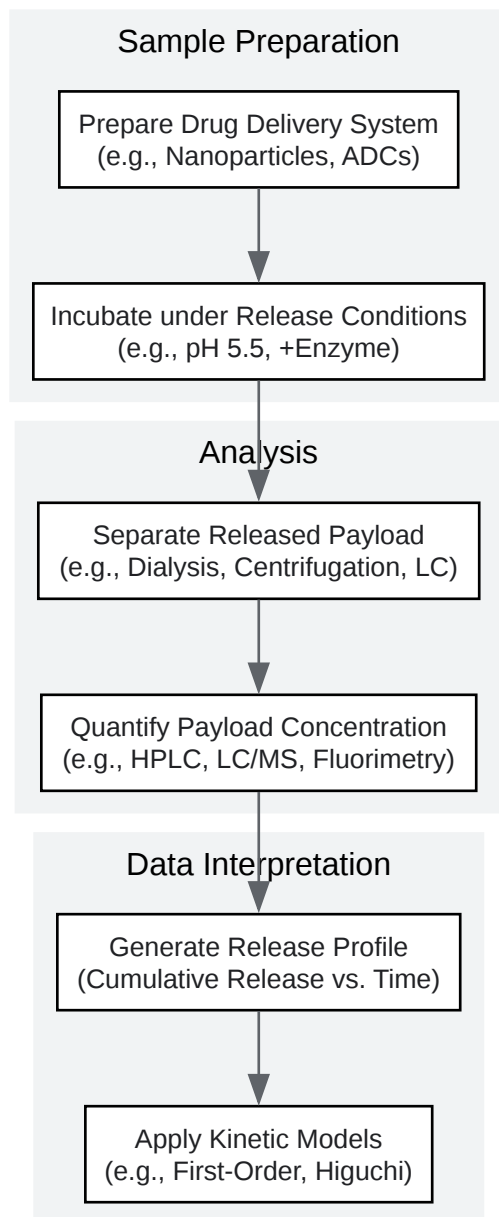 Sample Preparation
Prepare Drug Delivery System
(e.g., Nanoparticles, ADCs)
Incubate under Release Conditions
(e.g., pH 5.5, +Enzyme)
Analysis
Separate Released Payload
(e.g., Dialysis, Centrifugation, LC)
Quantify Payload Concentration
(e.g., HPLC, LC/MS, Fluorimetry)
Data Interpretation
Generate Release Profile
(Cumulative Release vs. Time)
Apply Kinetic Models
(e.g., First-Order, Higuchi)